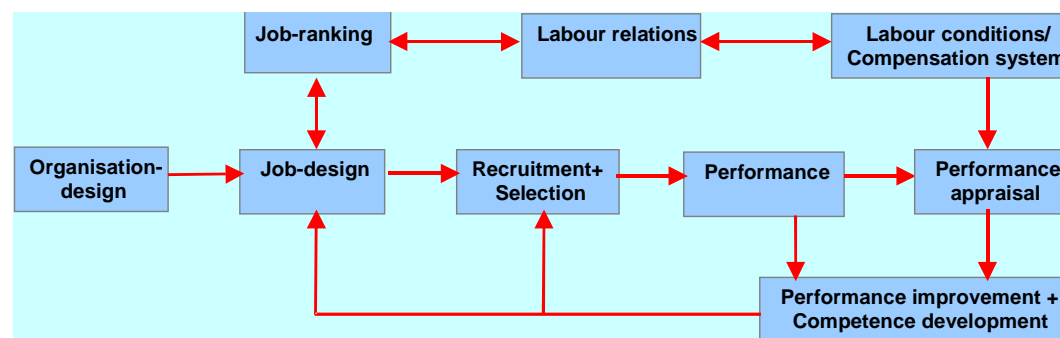 Job-ranking
Labour relations
Labour conditions/
Compensation system
Organisation-
design
Job-design
Recruitment+
Selection
Performance
Performance
appraisal
Performance improvement +
Competence development